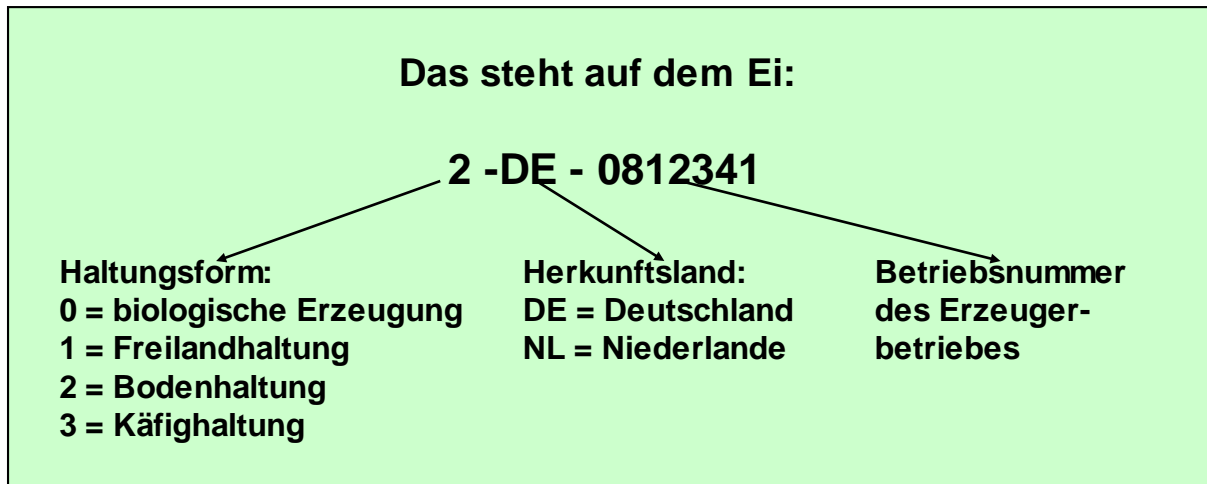 Das steht auf dem Ei:
2 -DE - 0812341
Haltungsform:
0 = biologische Erzeugung
1 = Freilandhaltung
2 = Bodenhaltung
3 = Käfighaltung
Herkunftsland:
DE = Deutschland
NL = Niederlande
Betriebsnummer
des Erzeuger-
betriebes